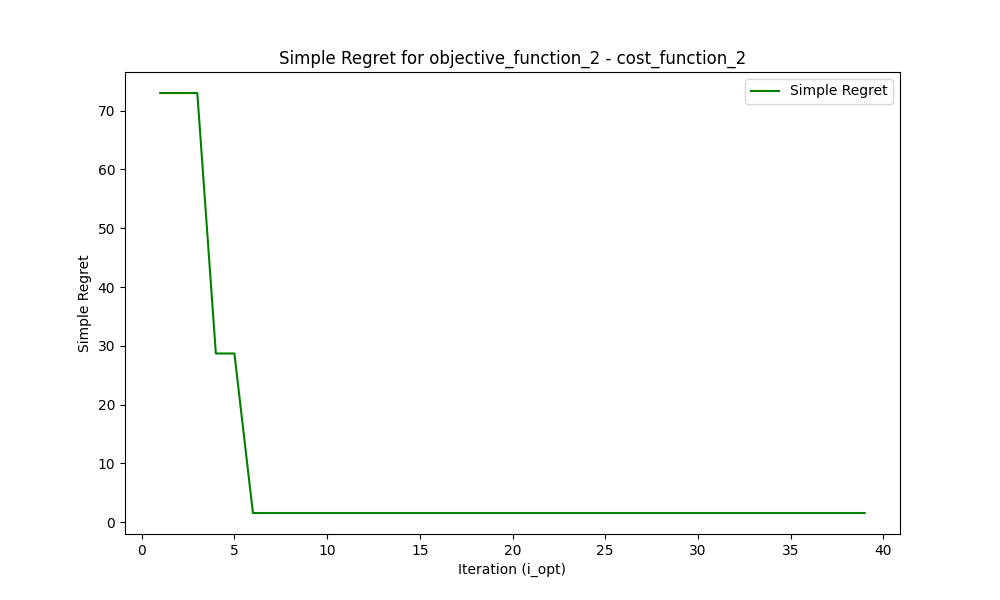 Simple Regret for objective_function_2 - cost_function_2
Simple Regret
70
60
50
40
30
20
10
0
Simple Regret
0 5 10 15 20 25 30 35 40
Iteration (i_opt)